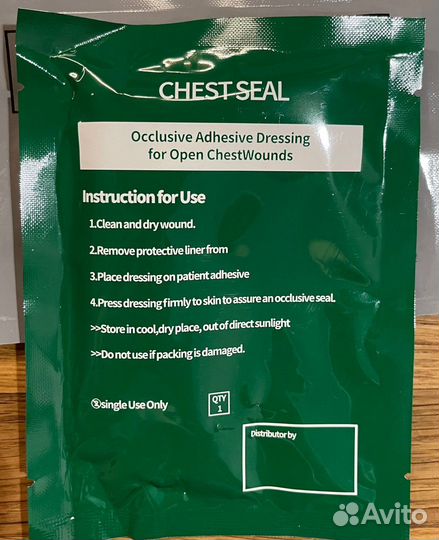 CHEST SEAL
Occlusive Adhesive Dressing
for Open ChestWounds
Instruction for Use
1.Clean and dry wound.
2.Remove protective liner from
3.Place dressing on patient adhesive
4.Press dressing firmly to skin to assure an occlusive seal.
>>Store in cool,dry place, out of direct sunlight
>>Do not use if packing is damaged.
2single Use Only
QTY
1
Distributor by
Avito